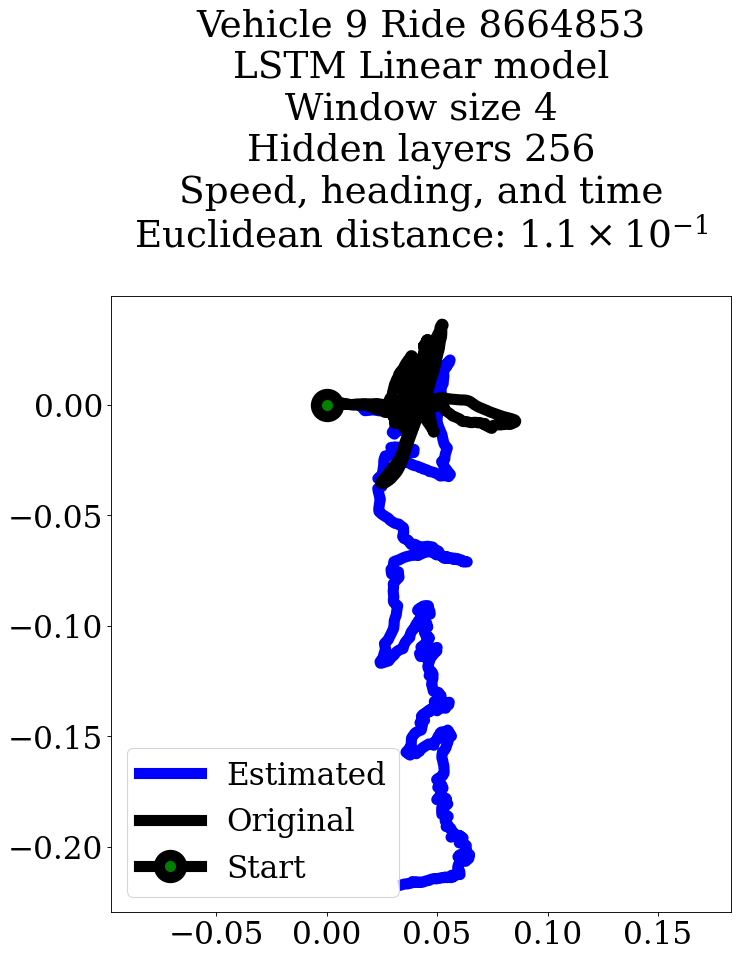 Vehicle 9 Ride 8664853
LSTM Linear model
Window size 4
Hidden layers 256
Speed, heading, and time
Euclidean distance: 1.1 × 10⁻¹
0.00
−0.05
−0.10
−0.15
−0.20
Estimated
Original
Start
−0.05 0.00 0.05 0.10 0.15